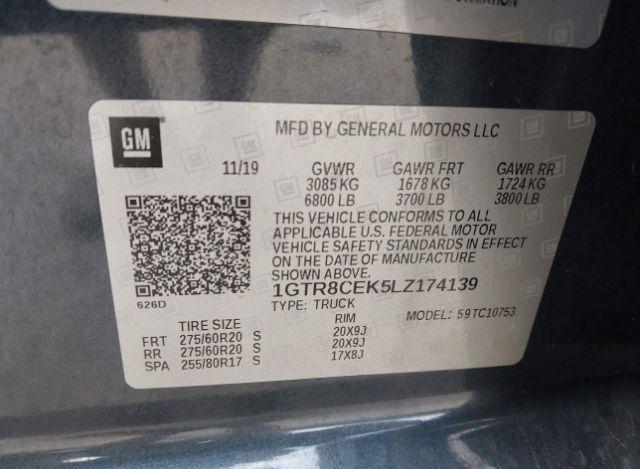 GM
MFD BY GENERAL MOTORS LLC
11/19 GVWR GAWR FRT GAWR RR
3085 KG 1678 KG 1724 KG
6800 LB 3700 LB 3800 LB
THIS VEHICLE CONFORMS TO ALL
APPLICABLE U.S. FEDERAL MOTOR
VEHICLE SAFETY STANDARDS IN EFFECT
ON THE DATE OF MANUFACTURE
SHOWN ABOVE.
1GTR8CEK5LZ174139
626D TYPE: TRUCK MODEL: 59TC10753
TIRE SIZE RIM
FRT 275/60R20 S 20X9J
RR 275/60R20 S 20X9J
SPA 255/80R17 S 17X8J